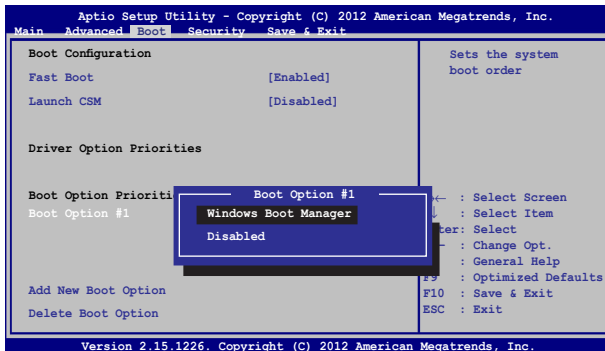 Aptio Setup Utility - Copyright (C) 2012 American Megatrends, Inc.
Main Advanced Boot Security Save & Exit
Boot Configuration
Fast Boot [Enabled]
Launch CSM [Disabled]
Driver Option Priorities
Boot Option Prioriti
Boot Option #1
Boot Option #1
Windows Boot Manager
Disabled
Add New Boot Option
Delete Boot Option
Sets the system
boot order
→← : Select Screen
↓ : Select Item
ter: Select
— : Change Opt.
: General Help
F9 : Optimized Defaults
F10 : Save & Exit
ESC : Exit
Version 2.15.1226. Copyright (C) 2012 American Megatrends, Inc.